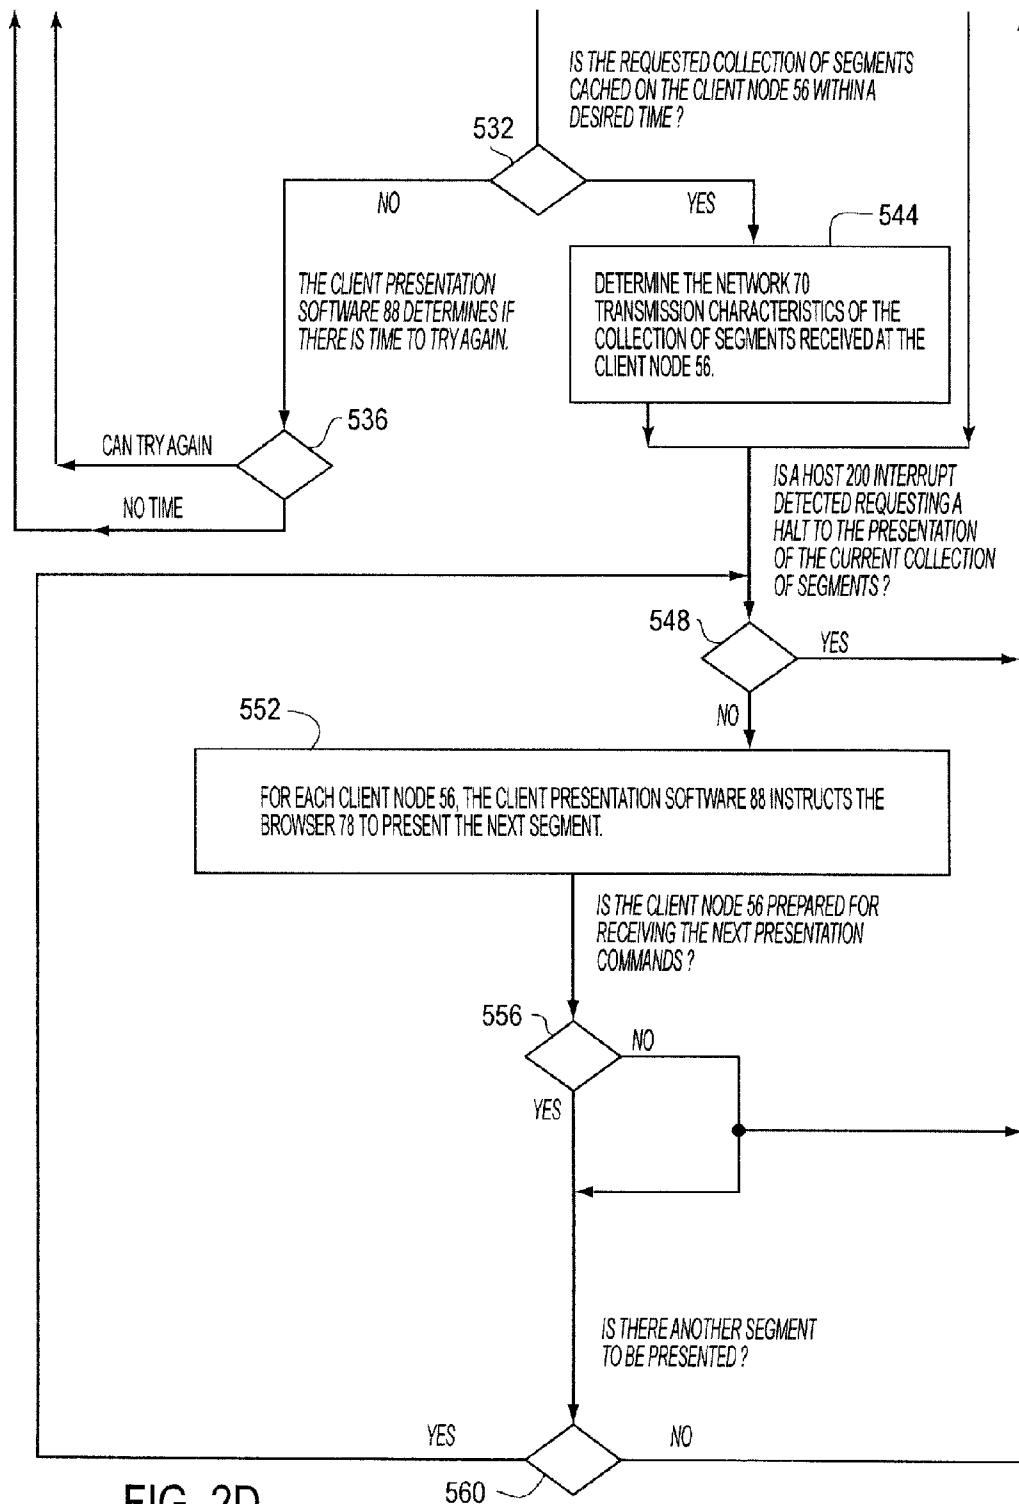 IS THE REQUESTED COLLECTION OF SEGMENTS
CACHED ON THE CLIENT NODE 56 WITHIN A
DESIRED TIME ?
532
NO
YES
544
THE CLIENT PRESENTATION
SOFTWARE 88 DETERMINES IF
THERE IS TIME TO TRY AGAIN.
DETERMINE THE NETWORK 70
TRANSMISSION CHARACTERISTICS OF THE
COLLECTION OF SEGMENTS RECEIVED AT THE
CLIENT NODE 56.
536
CAN TRY AGAIN
NO TIME
IS A HOST 200 INTERRUPT
DETECTED REQUESTING A
HALT TO THE PRESENTATION
OF THE CURRENT COLLECTION
OF SEGMENTS ?
548
YES
NO
552
FOR EACH CLIENT NODE 56, THE CLIENT PRESENTATION SOFTWARE 88 INSTRUCTS THE
BROWSER 78 TO PRESENT THE NEXT SEGMENT.
IS THE CLIENT NODE 56 PREPARED FOR
RECEIVING THE NEXT PRESENTATION
COMMANDS ?
556
NO
YES
IS THERE ANOTHER SEGMENT
TO BE PRESENTED ?
YES
NO
560
FIG. 2D